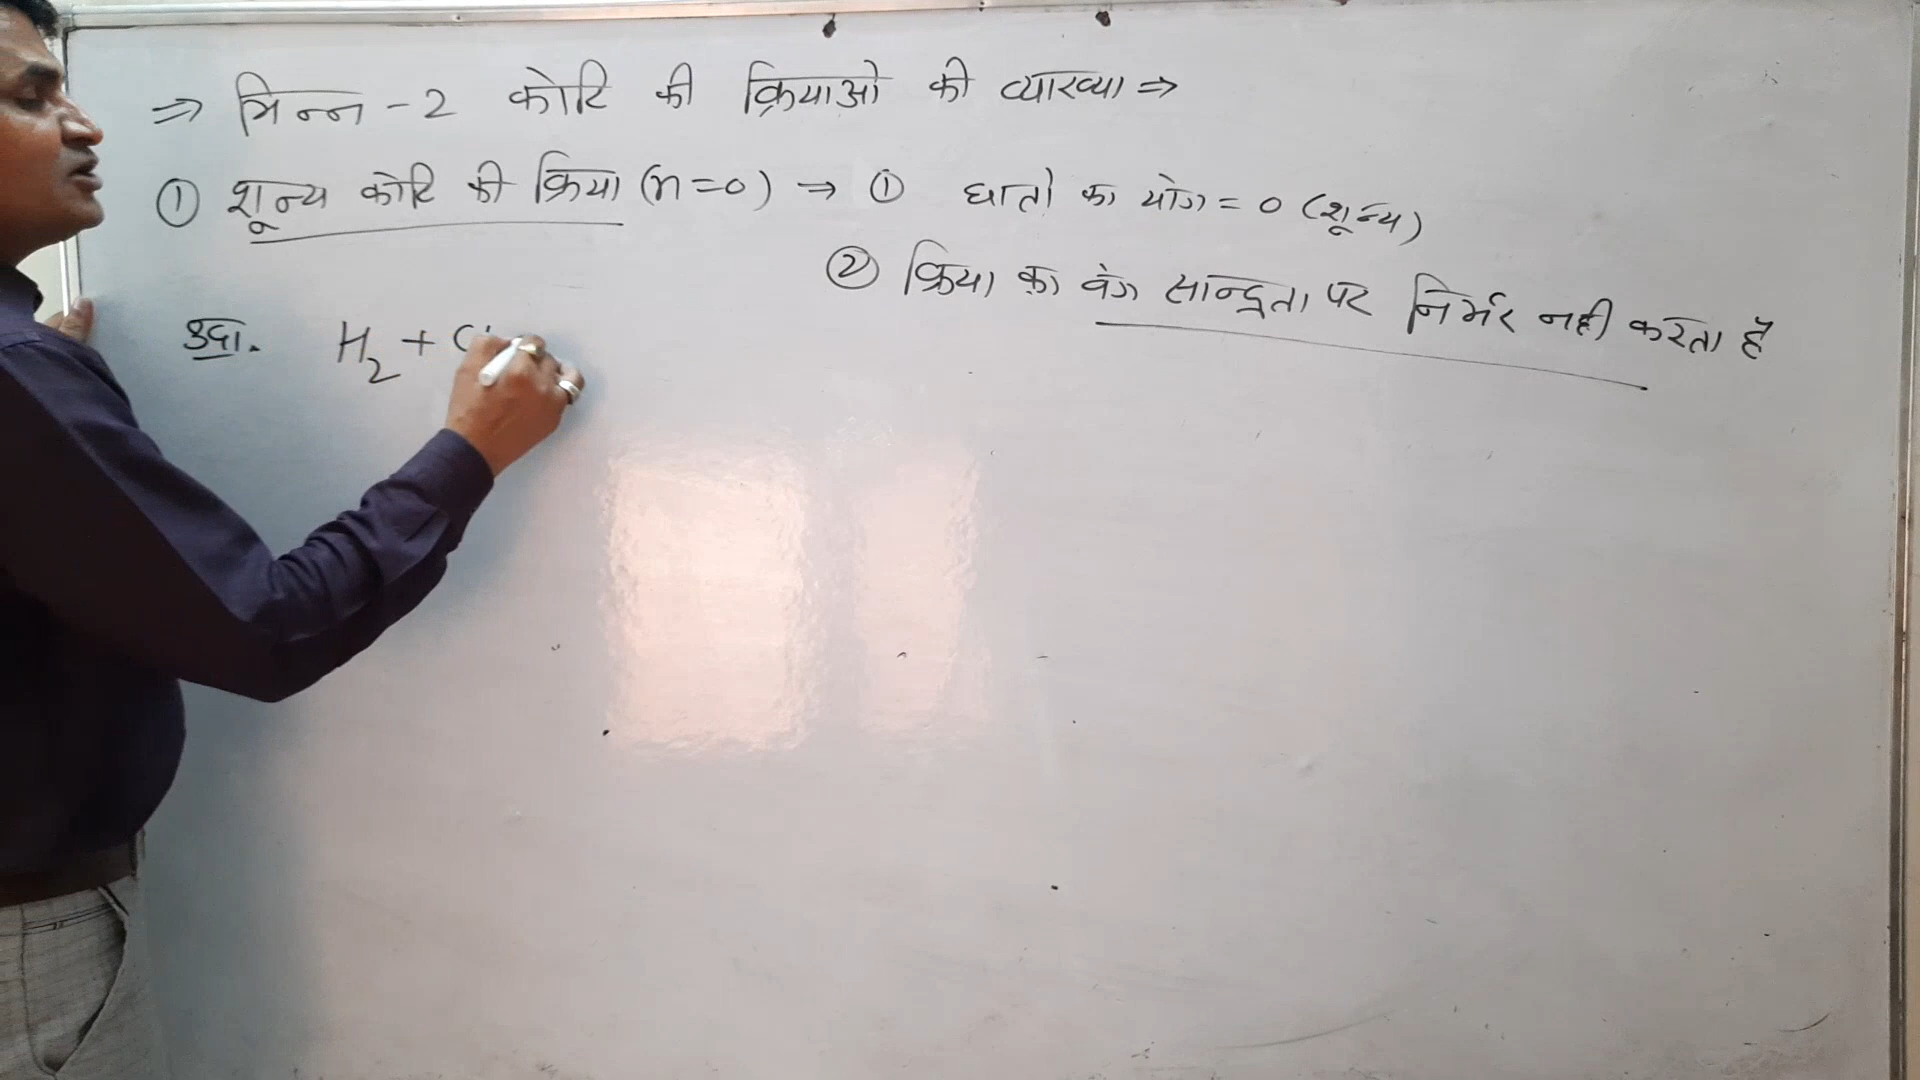 ⇒ भिन्न-2 कोटि की क्रियाओ की व्याख्या ⇒
① शून्य कोटि की क्रिया (n=0) → ① घातो का योग = 0 (शून्य)
② क्रिया का वेग सान्द्रता पर निर्भर नही करता है
उदा. H₂ + C